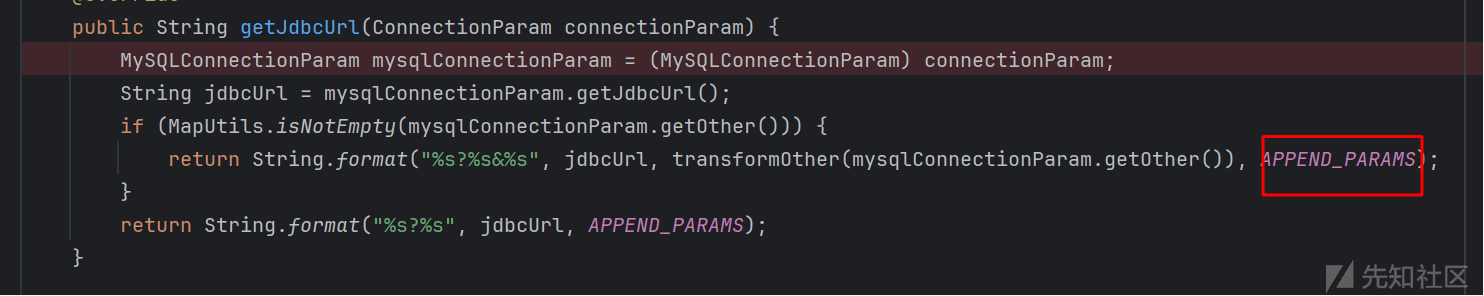 @Override
public String getJdbcUrl(ConnectionParam connectionParam) {
MySQLConnectionParam mysqlConnectionParam = (MySQLConnectionParam) connectionParam;
String jdbcUrl = mysqlConnectionParam.getJdbcUrl();
if (MapUtils.isNotEmpty(mysqlConnectionParam.getOther())) {
return String.format("%s?%s&%s", jdbcUrl, transformOther(mysqlConnectionParam.getOther()), APPEND_PARAMS);
}
return String.format("%s?%s", jdbcUrl, APPEND_PARAMS);
}
先知社区